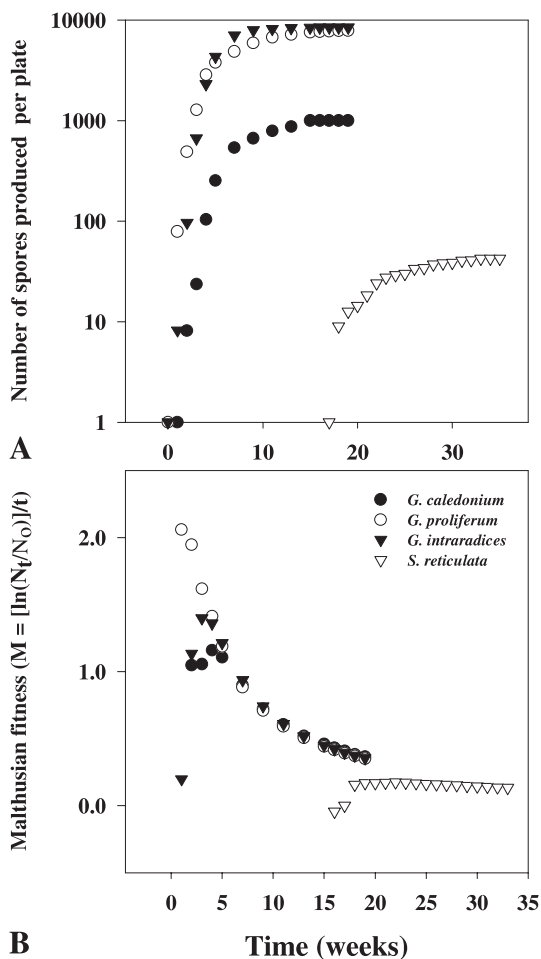 Number of spores produced per plate
10000
1000
100
10
1
0 10 20 30
A
Malthusian fitness (M = [ln(Nt/No)]/t)
G. caledonium
G. proliferum
G. intraradices
S. reticulata
2.0
1.0
0.0
0 5 10 15 20 25 30 35
B
Time (weeks)